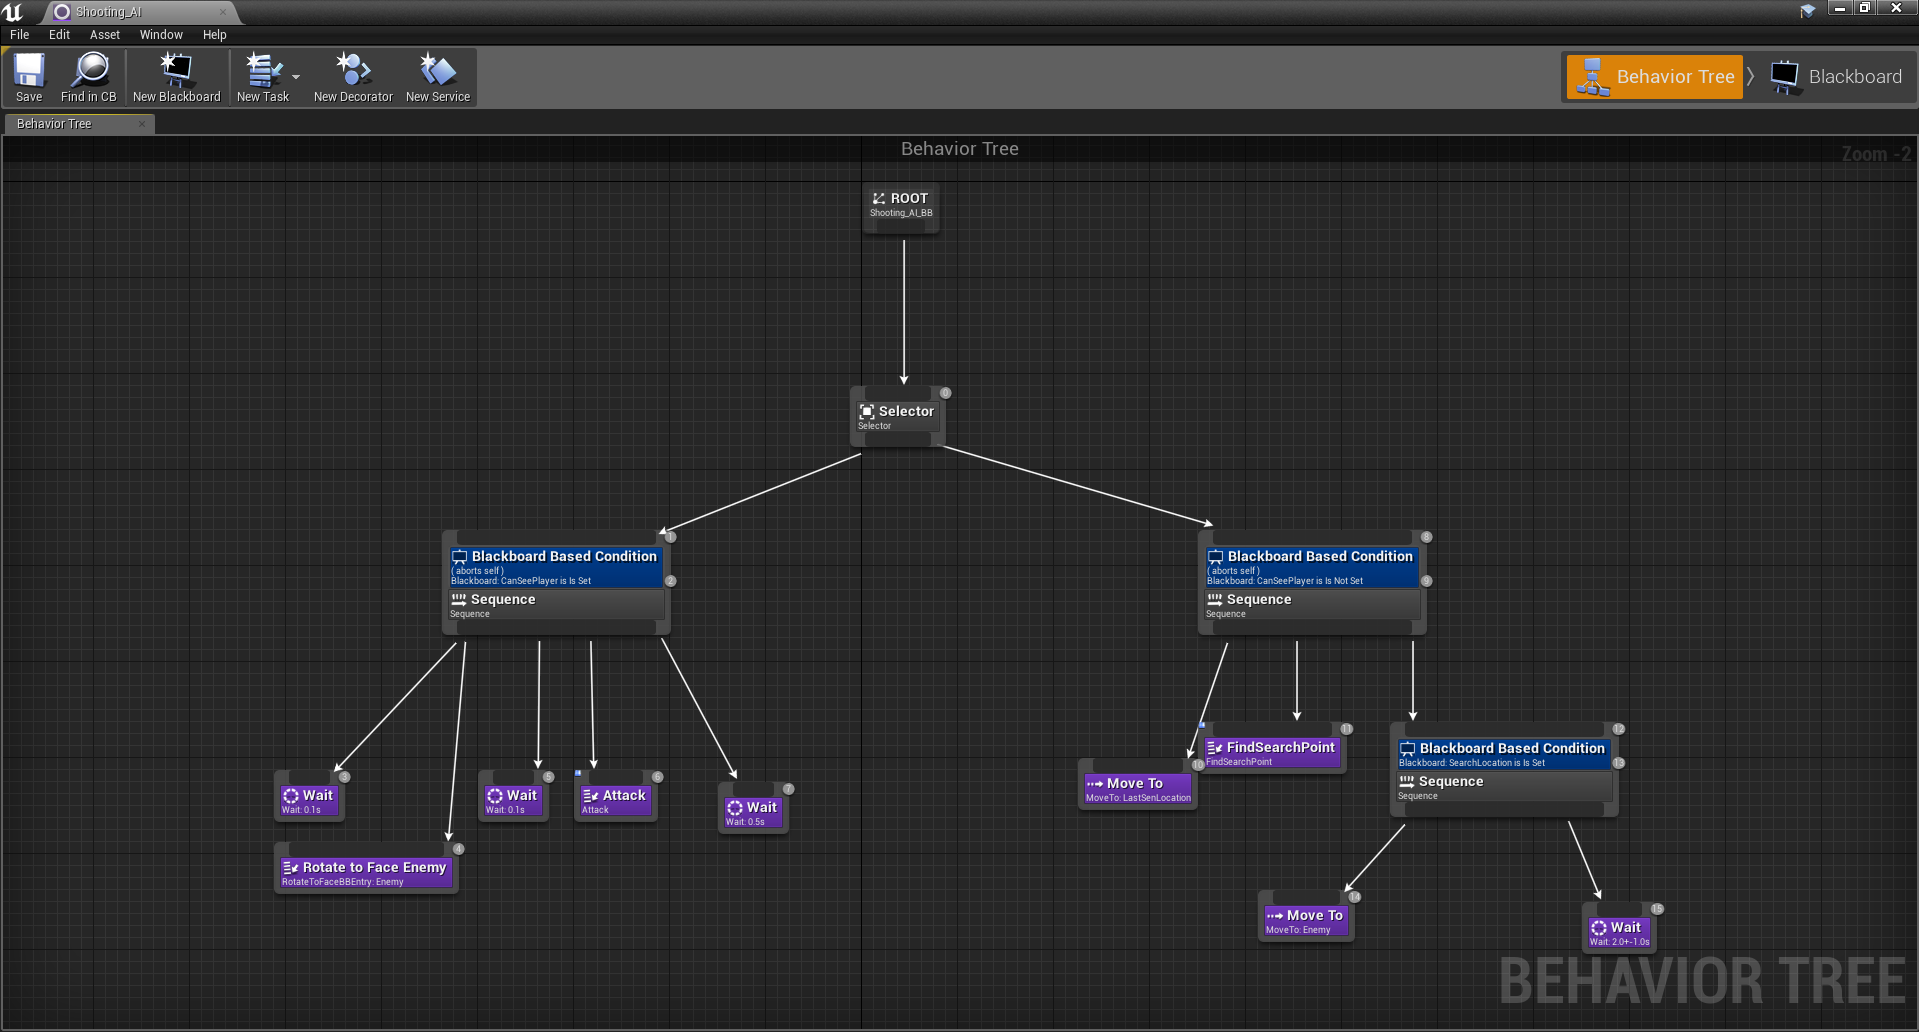 Shooting_AI
File Edit Asset Window Help
Save Find in CB New Blackboard New Task New Decorator New Service
Behavior Tree Blackboard
Behavior Tree
Behavior Tree
Zoom -2
ROOT
Shooting_AI_BB
0
Selector
Selector
1
Blackboard Based Condition
( aborts self )
Blackboard: CanSeePlayer is Is Set
2
Sequence
Sequence
8
Blackboard Based Condition
( aborts self )
Blackboard: CanSeePlayer is Is Not Set
9
Sequence
Sequence
3
Wait
Wait: 0.1s
4
Rotate to Face Enemy
RotateToFaceBBEntry: Enemy
5
Wait
Wait: 0.1s
6
Attack
Attack
7
Wait
Wait: 0.5s
10
Move To
MoveTo: LastSenLocation
11
FindSearchPoint
FindSearchPoint
12
Blackboard Based Condition
Blackboard: SearchLocation is Is Set
13
Sequence
Sequence
14
Move To
MoveTo: Enemy
15
Wait
Wait: 2.0+-1.0s
BEHAVIOR TREE